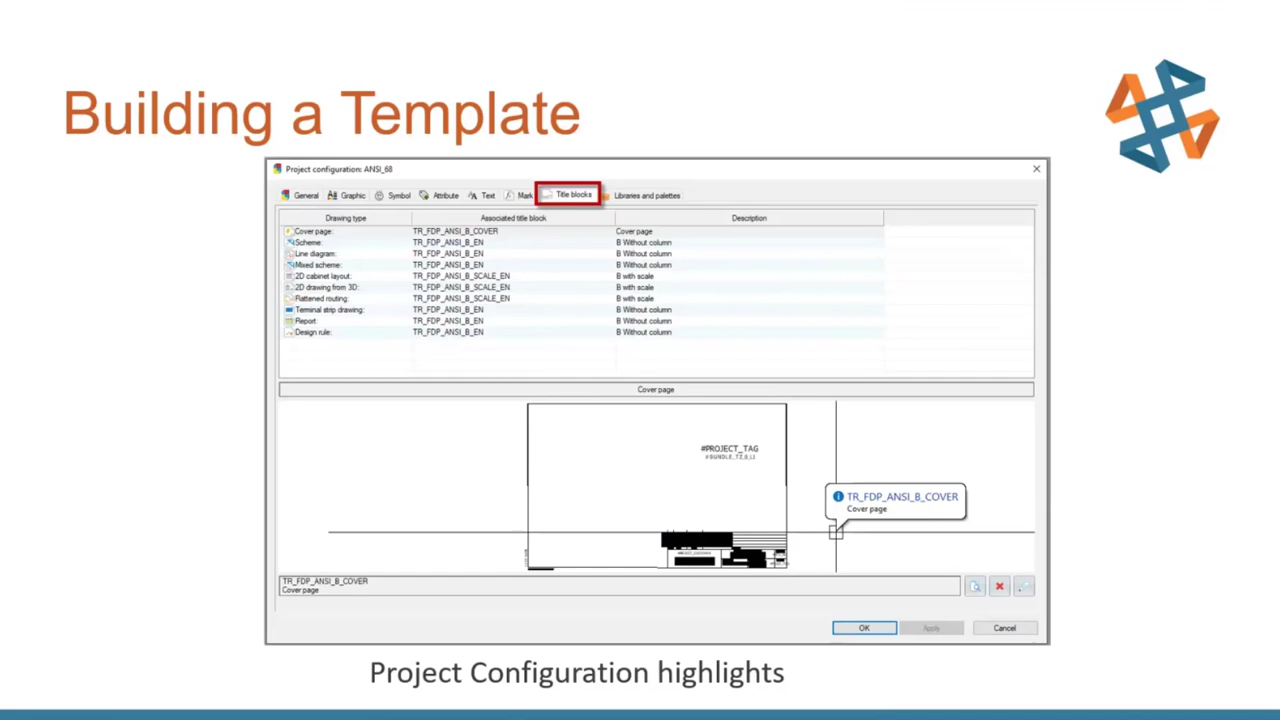 Building a Template
Project configuration: ANSI_68
General Graphic Symbol Attribute Text Mark Title blocks Libraries and palettes
Drawing type Associated title block Description
Cover page: TR_FDP_ANSI_B_COVER Cover page
Scheme: TR_FDP_ANSI_B_EN B Without column
Line diagram: TR_FDP_ANSI_B_EN B Without column
Mixed scheme: TR_FDP_ANSI_B_EN B Without column
2D cabinet layout: TR_FDP_ANSI_B_SCALE_EN B with scale
2D drawing from 3D: TR_FDP_ANSI_B_SCALE_EN B with scale
Flattened routing: TR_FDP_ANSI_B_SCALE_EN B with scale
Terminal strip drawing: TR_FDP_ANSI_B_EN B Without column
Report: TR_FDP_ANSI_B_EN B Without column
Design rule: TR_FDP_ANSI_B_EN B Without column
Cover page
#PROJECT_TAG
TR_FDP_ANSI_B_COVER
Cover page
TR_FDP_ANSI_B_COVER
Cover page
OK Apply Cancel
Project Configuration highlights